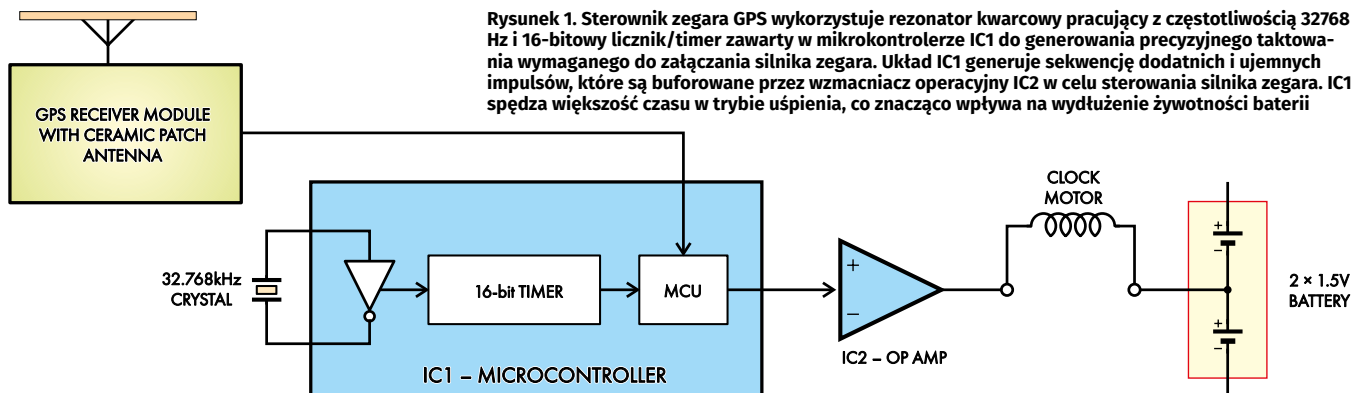 Rysunek 1. Sterownik zegara GPS wykorzystuje rezonator kwarcowy pracujący z częstotliwością 32768
Hz i 16-bitowy licznik/timer zawarty w mikrokontrolerze IC1 do generowania precyzyjnego taktowa-
nia wymaganego do załączania silnika zegara. Układ IC1 generuje sekwencję dodatnich i ujemnych
impulsów, które są buforowane przez wzmacniacz operacyjny IC2 w celu sterowania silnika zegara. IC1
spędza większość czasu w trybie uśpienia, co znacząco wpływa na wydłużenie żywotności baterii
GPS RECEIVER MODULE
WITH CERAMIC PATCH
ANTENNA
32.768kHz
CRYSTAL
16-bit TIMER
MCU
IC1 – MICROCONTROLLER
+
–
IC2 – OP AMP
CLOCK
MOTOR
+
–
+
–
2 × 1.5V
BATTERY